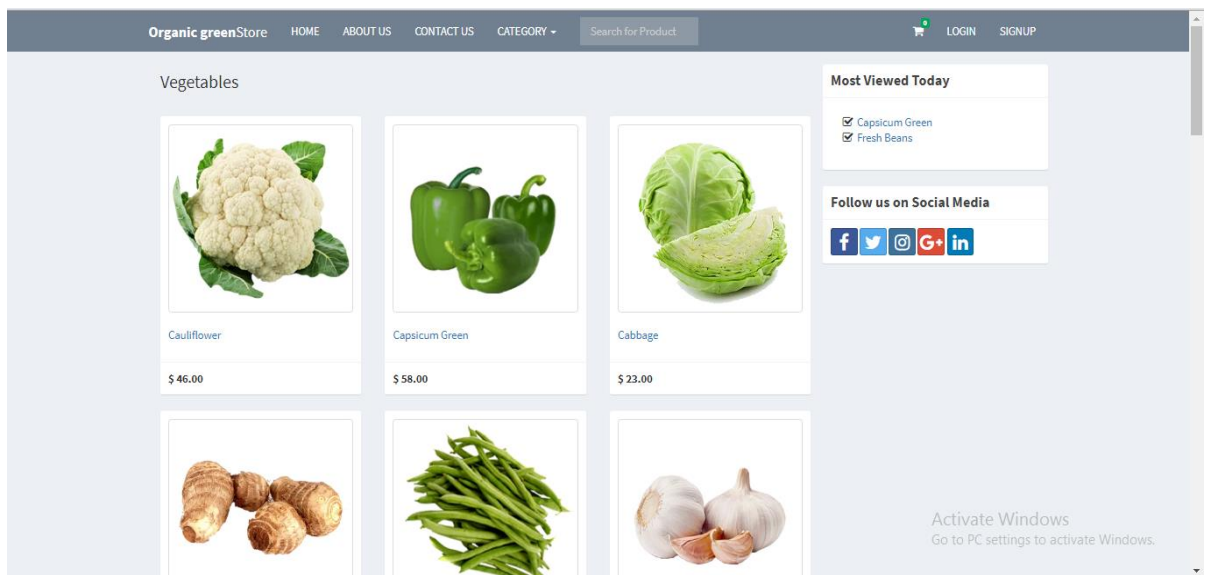 Organic greenStore HOME ABOUT US CONTACT US CATEGORY Search for Product 0 LOGIN SIGNUP
Vegetables
Cauliflower
$ 46.00
Capsicum Green
$ 58.00
Cabbage
$ 23.00
Most Viewed Today
Capsicum Green
Fresh Beans
Follow us on Social Media
f G+ in
Activate Windows
Go to PC settings to activate Windows.